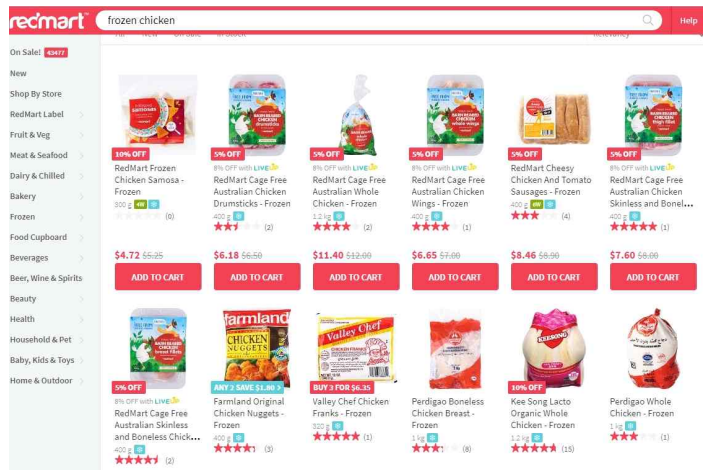 redmart
frozen chicken
Help
On Sale! 43477
New
Shop By Store
RedMart Label
Fruit & Veg
Meat & Seafood
Dairy & Chilled
Bakery
Frozen
Food Cupboard
Beverages
Beer, Wine & Spirits
Beauty
Health
Household & Pet
Baby, Kids & Toys
Home & Outdoor
10% OFF
RedMart Frozen
Chicken Samosa -
Frozen
300 g 4W
(0)
$4.72 $5.25
ADD TO CART
5% OFF
8% OFF with LIVEUP
RedMart Cage Free
Australian Chicken
Drumsticks - Frozen
400 g
(2)
$6.18 $6.50
ADD TO CART
5% OFF
8% OFF with LIVEUP
RedMart Cage Free
Australian Whole
Chicken - Frozen
1.2 kg
(2)
$11.40 $12.00
ADD TO CART
5% OFF
8% OFF with LIVEUP
RedMart Cage Free
Australian Chicken
Wings - Frozen
400 g
(1)
$6.65 $7.00
ADD TO CART
5% OFF
RedMart Cheesy
Chicken And Tomato
Sausages - Frozen
400 g 4W
(4)
$8.46 $8.90
ADD TO CART
5% OFF
8% OFF with LIVEUP
RedMart Cage Free
Australian Chicken
Skinless and Bonel...
400 g
(1)
$7.60 $8.00
ADD TO CART
5% OFF
8% OFF with LIVEUP
RedMart Cage Free
Australian Skinless
and Boneless Chick...
400 g
(2)
farmland
CHICKEN
NUGGETS
ANY 2 SAVE $1.80 >
Farmland Original
Chicken Nuggets -
Frozen
400 g
(3)
Valley Chef
CHICKEN FRANKS
BUY 3 FOR $6.35
Valley Chef Chicken
Franks - Frozen
320 g
(1)
Perdigao Boneless
Chicken Breast -
Frozen
1 kg
(8)
KEESONG
10% OFF
Kee Song Lacto
Organic Whole
Chicken - Frozen
1.2 kg
(15)
Perdigao Whole
Chicken - Frozen
1 kg
(1)